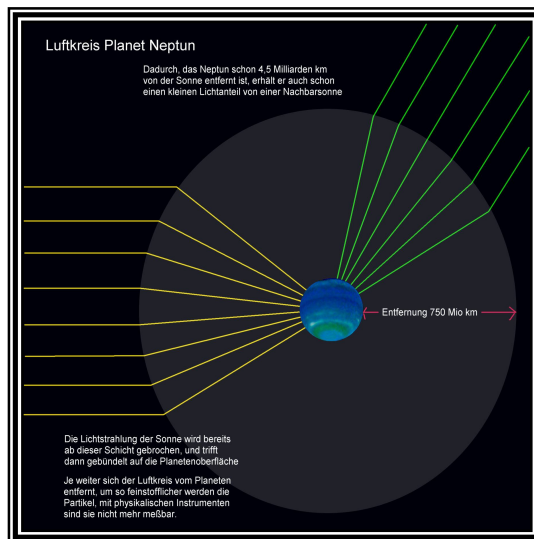 Luftkreis Planet Neptun
Dadurch, das Neptun schon 4,5 Milliarden km
von der Sonne entfernt ist, erhält er auch schon
einen kleinen Lichtanteil von einer Nachbarsonne
Entfernung 750 Mio km
Die Lichtstrahlung der Sonne wird bereits
ab dieser Schicht gebrochen, und trifft
dann gebündelt auf die Planetenoberfläche
Je weiter sich der Luftkreis vom Planeten
entfernt, um so feinstofflicher werden die
Partikel, mit physikalischen Instrumenten
sind sie nicht mehr meßbar.